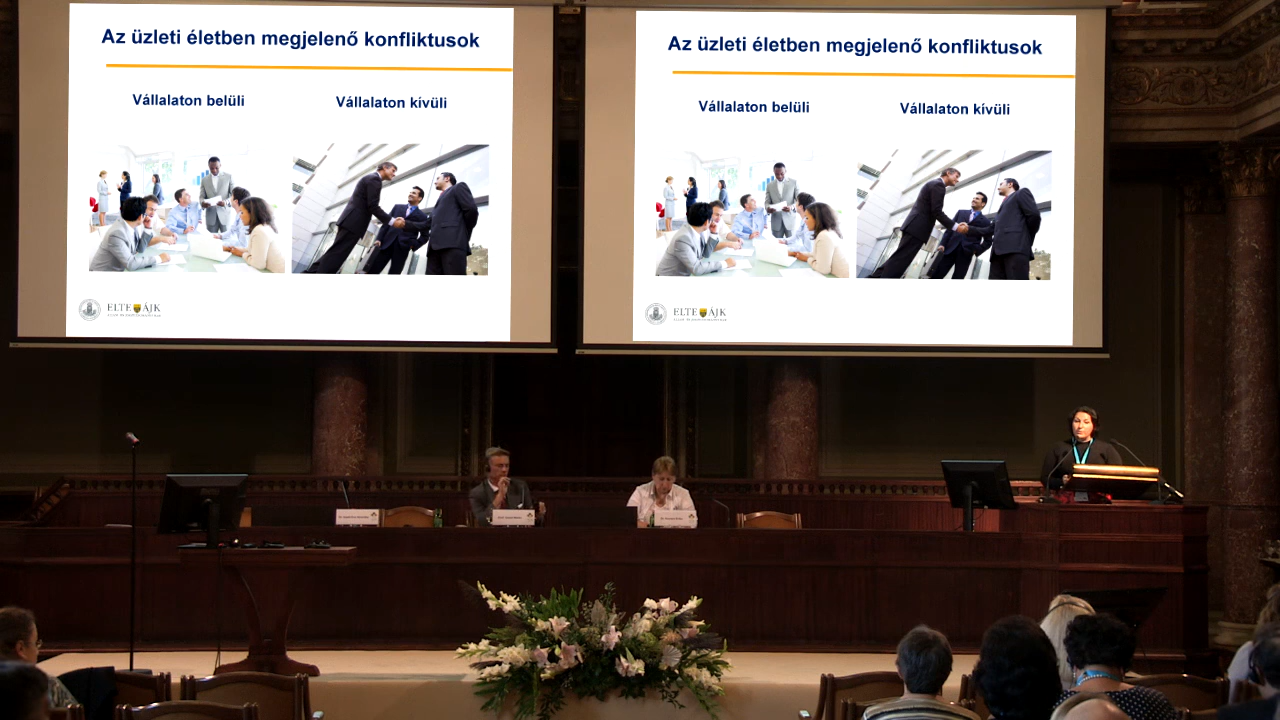 Az üzleti életben megjelenő konfliktusok
Vállalaton belüli
Vállalaton kívüli
ELTE ÁJK
Az üzleti életben megjelenő konfliktusok
Vállalaton belüli
Vállalaton kívüli
ELTE ÁJK